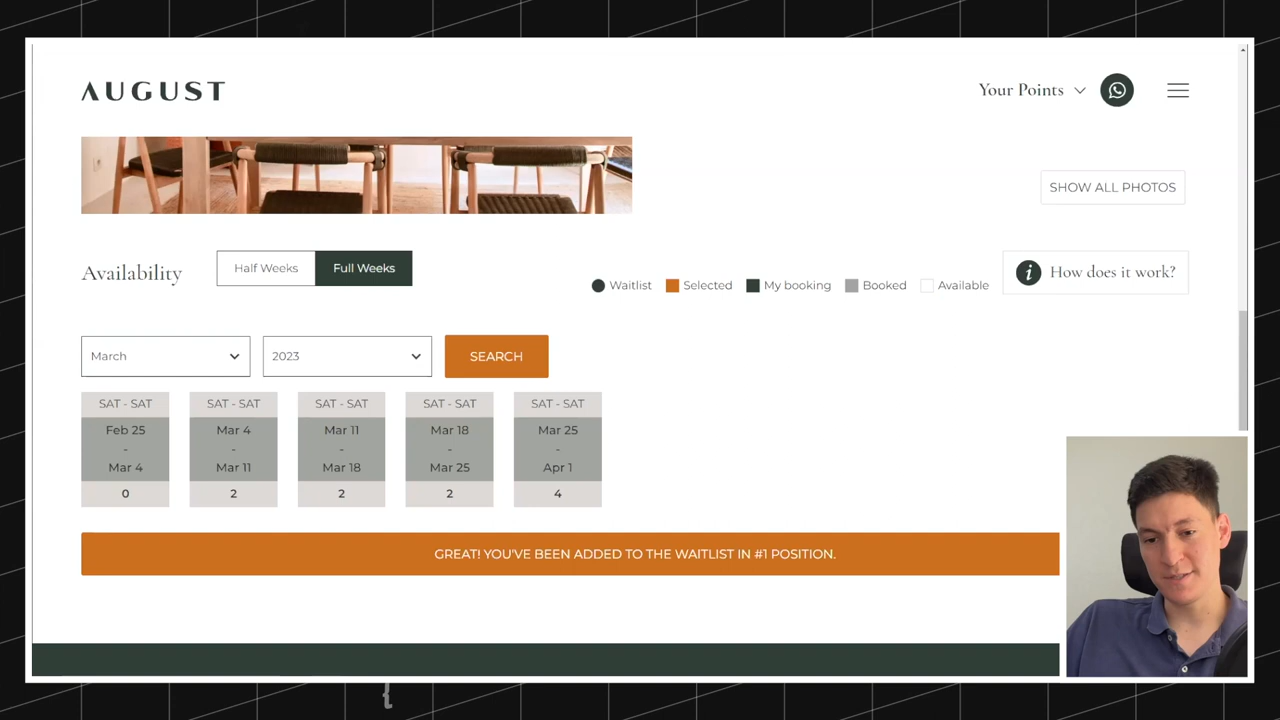 AUGUST
Your Points
SHOW ALL PHOTOS
Availability
Half Weeks
Full Weeks
Waitlist
Selected
My booking
Booked
Available
i
How does it work?
March
2023
SEARCH
SAT - SAT
Feb 25
-
Mar 4
0
SAT - SAT
Mar 4
-
Mar 11
2
SAT - SAT
Mar 11
-
Mar 18
2
SAT - SAT
Mar 18
-
Mar 25
2
SAT - SAT
Mar 25
-
Apr 1
4
GREAT! YOU'VE BEEN ADDED TO THE WAITLIST IN #1 POSITION.
{